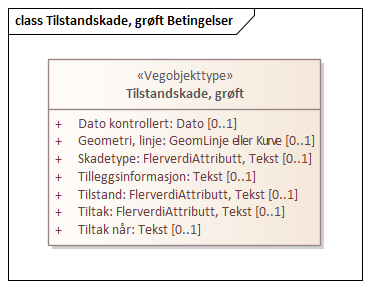 class Tilstandskade, grøft Betingelser
«Vegobjekttype»
Tilstandskade, grøft
+ Dato kontrollert: Dato [0..1]
+ Geometri, linje: GeomLinje eller Kurve [0..1]
+ Skadetype: FlerverdiAttributt, Tekst [0..1]
+ Tilleggsinformasjon: Tekst [0..1]
+ Tilstand: FlerverdiAttributt, Tekst [0..1]
+ Tiltak: FlerverdiAttributt, Tekst [0..1]
+ Tiltak når: Tekst [0..1]